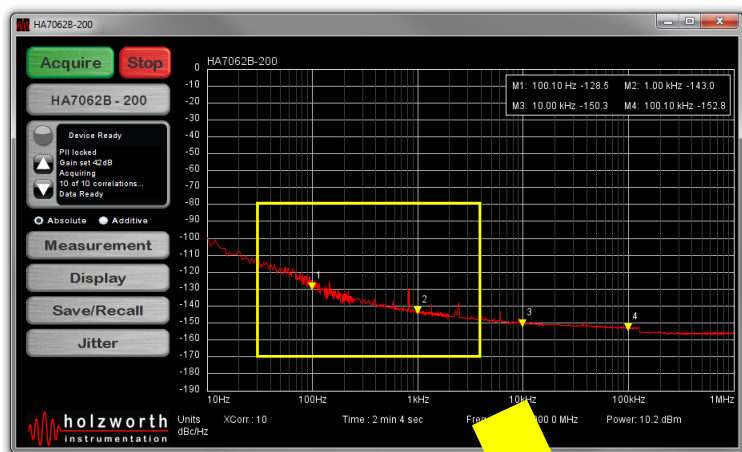 HA7062B-200
Acquire Stop
HA7062B - 200
Device Ready
Pll locked
Gain set 42dB
Acquiring
10 of 10 correlations...
Data Ready
Absolute Additive
Measurement
Display
Save/Recall
Jitter
holzworth
instrumentation
HA7062B-200
M1: 100.10 Hz -128.5 M2: 1.00 kHz -143.0
M3: 10.00 kHz -150.3 M4: 100.10 kHz -152.8
0
-10
-20
-30
-40
-50
-60
-70
-80
-90
-100
-110
-120
-130
-140
-150
-160
-170
-180
-190
1
2
3
4
10Hz 100Hz 1kHz 10kHz 100kHz 1MHz
Units XCorr : 10 Time : 2 min 4 sec 0 MHz Power: 10.2 dBm
dBc/Hz